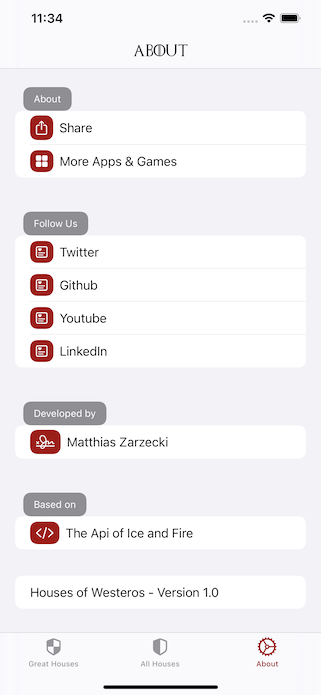 11:34
ABOUT
About
Share
More Apps & Games
Follow Us
Twitter
Github
Youtube
LinkedIn
Developed by
Matthias Zarzecki
Based on
The Api of Ice and Fire
Houses of Westeros - Version 1.0
Great Houses
All Houses
About